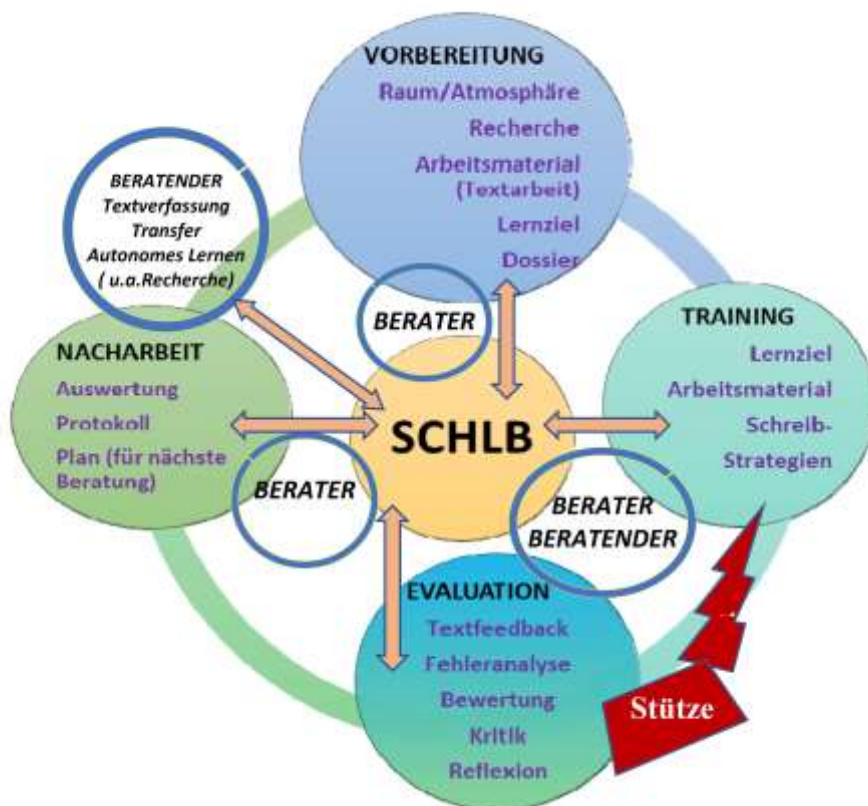 VORBEREITUNG
Raum/Atmosphäre
Recherche
Arbeitsmaterial
(Textarbeit)
Lernziel
Dossier
BERATENDER
Textverfassung
Transfer
Autonomes Lernen
( u.a.Recherche)
BERATER
TRAINING
Lernziel
Arbeitsmaterial
Schreib-
Strategien
NACHARBEIT
Auswertung
Protokoll
Plan (für nächste
Beratung)
SCHLB
BERATER
BERATER
BERATENDER
EVALUATION
Textfeedback
Fehleranalyse
Bewertung
Kritik
Reflexion
Stütze